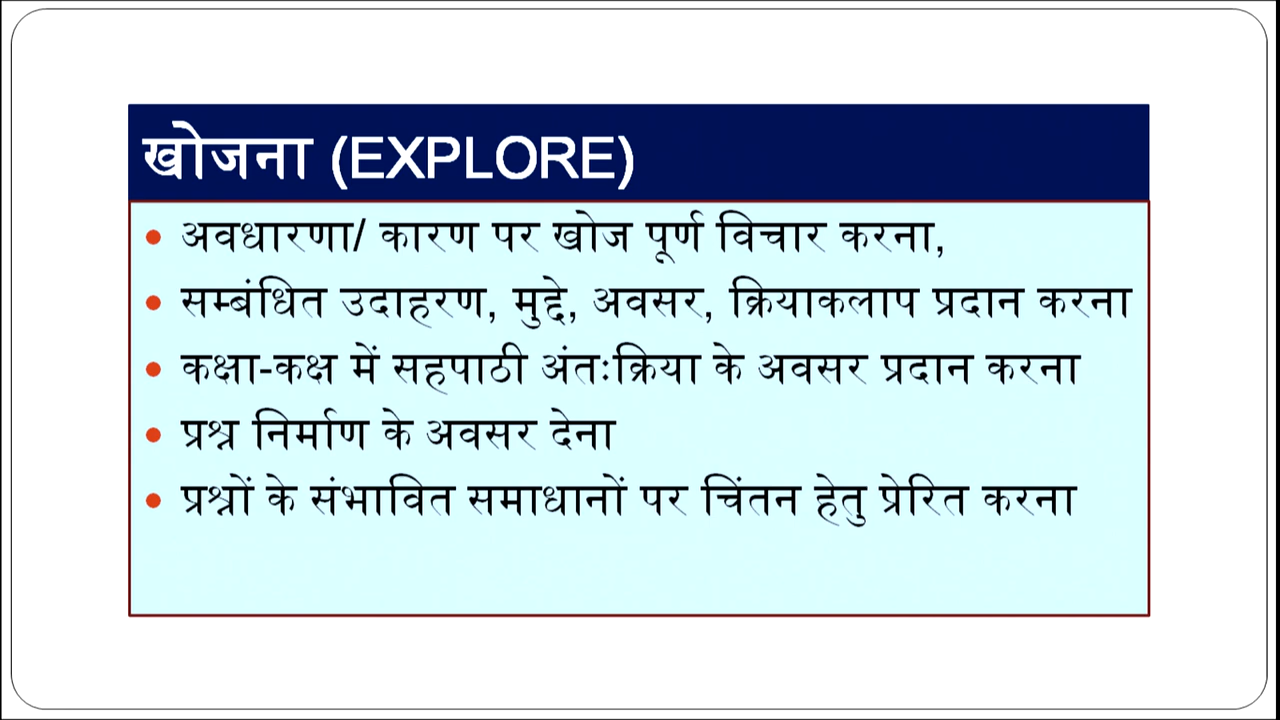 खोजना (EXPLORE)
• अवधारणा/ कारण पर खोज पूर्ण विचार करना,
• सम्बंधित उदाहरण, मुद्दे, अवसर, क्रियाकलाप प्रदान करना
• कक्षा-कक्ष में सहपाठी अंतःक्रिया के अवसर प्रदान करना
• प्रश्न निर्माण के अवसर देना
• प्रश्नों के संभावित समाधानों पर चिंतन हेतु प्रेरित करना